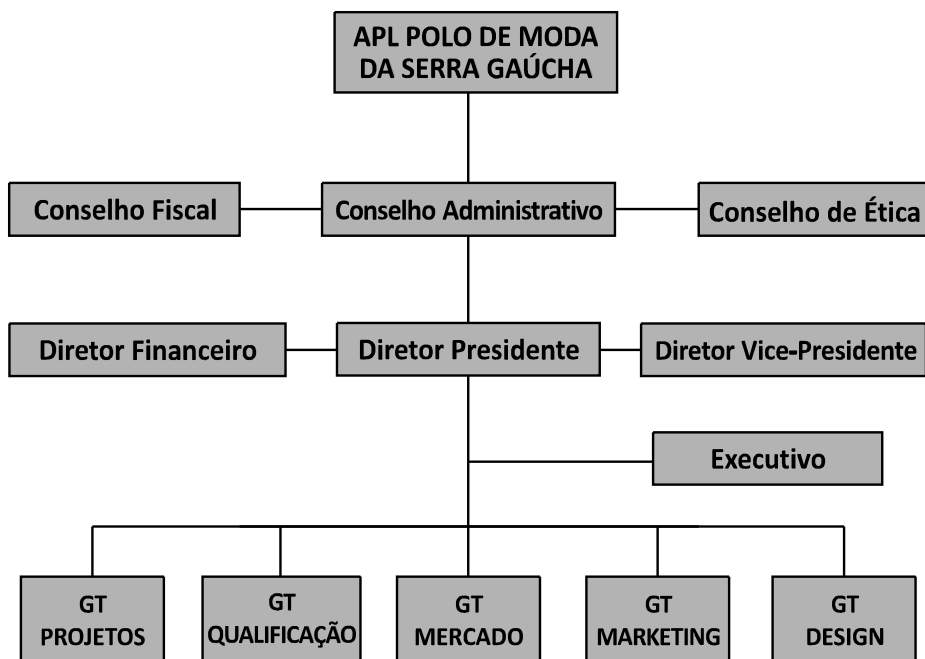 APL POLO DE MODA
DA SERRA GAÚCHA
Conselho Fiscal
Conselho Administrativo
Conselho de Ética
Diretor Financeiro
Diretor Presidente
Diretor Vice-Presidente
Executivo
GT
PROJETOS
GT
QUALIFICAÇÃO
GT
MERCADO
GT
MARKETING
GT
DESIGN